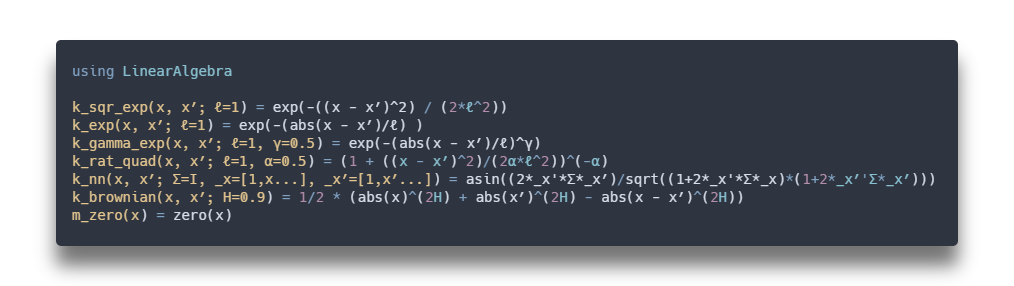 using LinearAlgebra
k_sqr_exp(x, x′; ℓ=1) = exp(-((x - x′)^2) / (2*ℓ^2))
k_exp(x, x′; ℓ=1) = exp(-(abs(x - x′)/ℓ) )
k_gamma_exp(x, x′; ℓ=1, γ=0.5) = exp(-(abs(x - x′)/ℓ)^γ)
k_rat_quad(x, x′; ℓ=1, α=0.5) = (1 + ((x - x′)^2)/(2α*ℓ^2))^(-α)
k_nn(x, x′; Σ=I, _x=[1,x...], _x′=[1,x′...]) = asin((2*_x'*Σ*_x′)/sqrt((1+2*_x'*Σ*_x)*(1+2*_x′'Σ*_x′)))
k_brownian(x, x′; H=0.9) = 1/2 * (abs(x)^(2H) + abs(x′)^(2H) - abs(x - x′)^(2H))
m_zero(x) = zero(x)